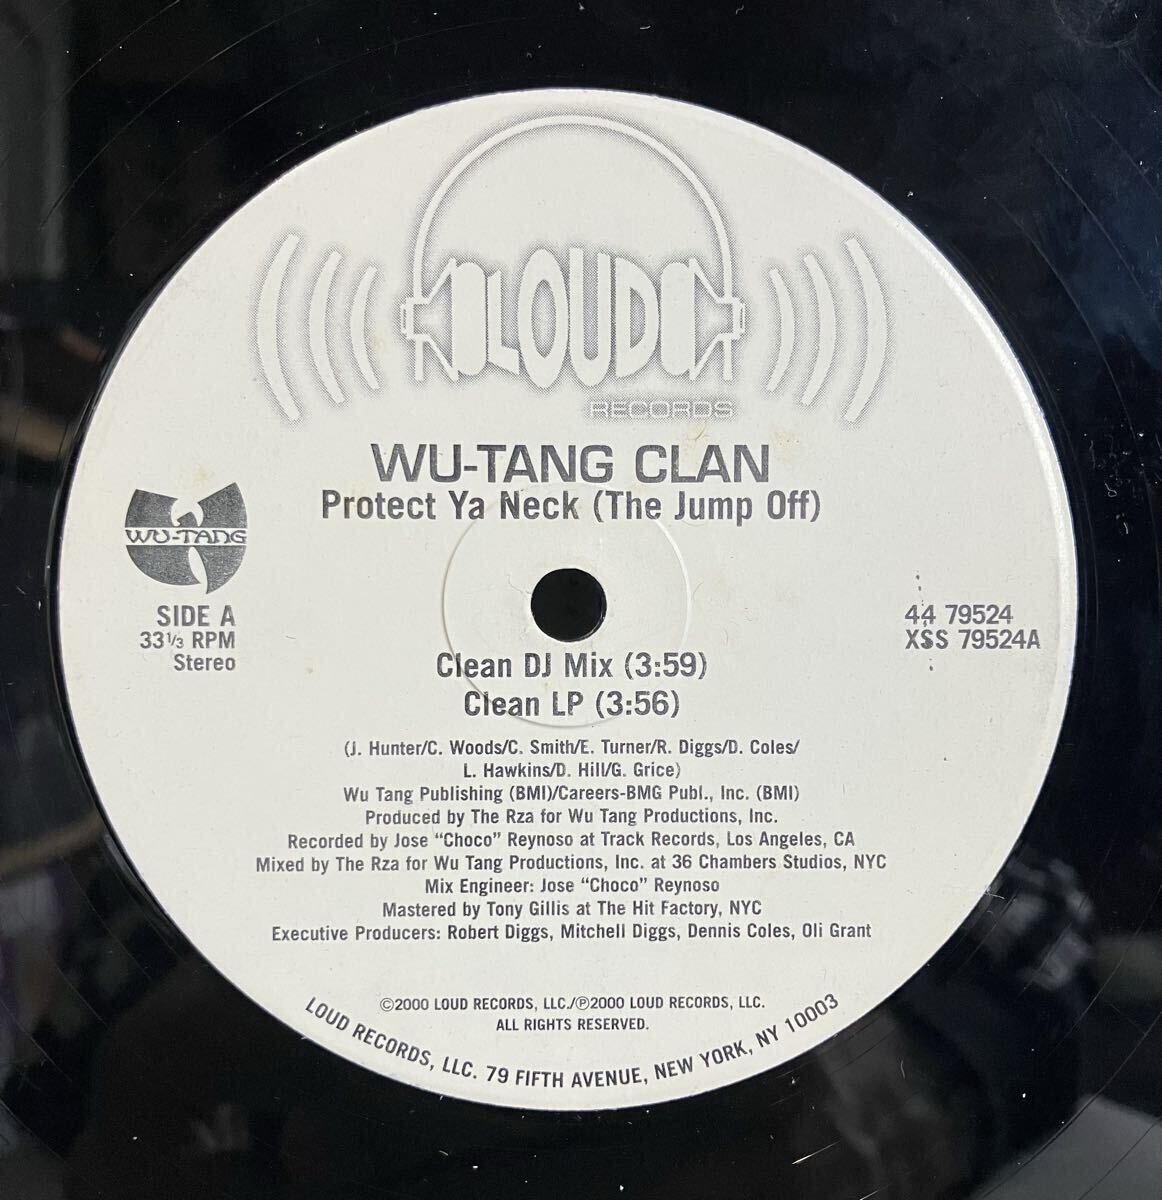 LOUD
RECORDS
WU-TANG CLAN
Protect Ya Neck (The Jump Off)
WU-TANG
SIDE A
33 1/3 RPM
Stereo
44 79524
XSS 79524A
Clean DJ Mix (3:59)
Clean LP (3:56)
(J. Hunter/C. Woods/C. Smith/E. Turner/R. Diggs/D. Coles/
L. Hawkins/D. Hill/G. Grice)
Wu Tang Publishing (BMI)/Careers-BMG Publ., Inc. (BMI)
Produced by The Rza for Wu Tang Productions, Inc.
Recorded by Jose “Choco” Reynoso at Track Records, Los Angeles, CA
Mixed by The Rza for Wu Tang Productions, Inc. at 36 Chambers Studios, NYC
Mix Engineer: Jose “Choco” Reynoso
Mastered by Tony Gillis at The Hit Factory, NYC
Executive Producers: Robert Diggs, Mitchell Diggs, Dennis Coles, Oli Grant
©2000 LOUD RECORDS, LLC./℗2000 LOUD RECORDS, LLC.
ALL RIGHTS RESERVED.
LOUD RECORDS, LLC. 79 FIFTH AVENUE, NEW YORK, NY 10003